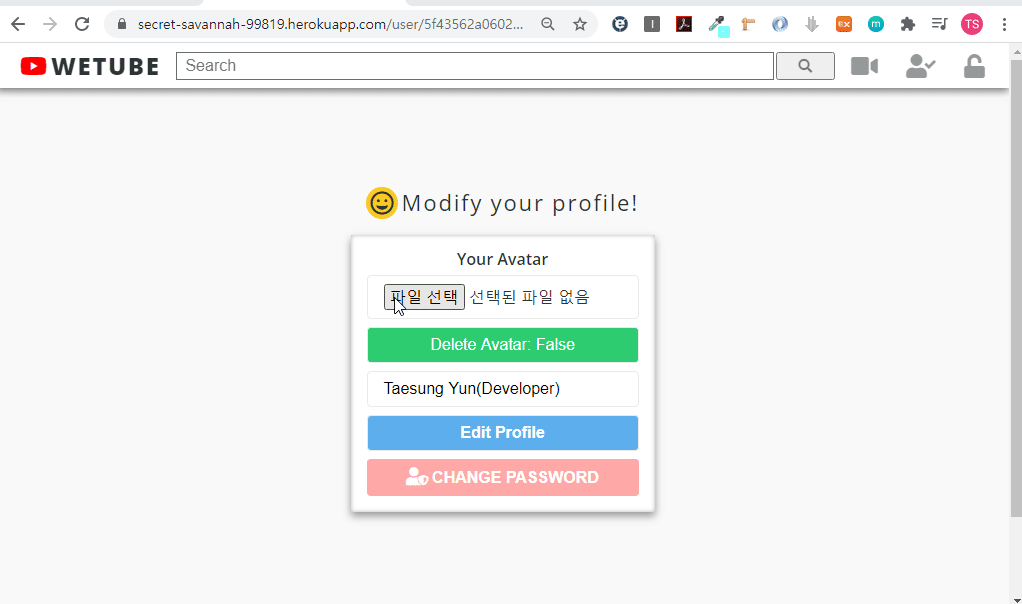 secret-savannah-99819.herokuapp.com/user/5f43562a0602...
TS
WETUBE
Search
Modify your profile!
Your Avatar
파일 선택 선택된 파일 없음
Delete Avatar: False
Taesung Yun(Developer)
Edit Profile
CHANGE PASSWORD